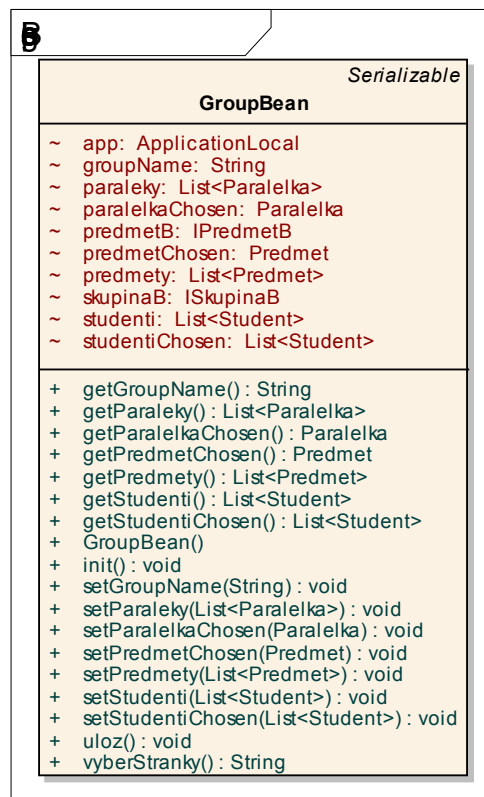 Serializable
GroupBean
~ app: ApplicationLocal
~ groupName: String
~ paraleky: List<Paralelka>
~ paralelkaChosen: Paralelka
~ predmetB: IPredmetB
~ predmetChosen: Predmet
~ predmety: List<Predmet>
~ skupinaB: ISkupinaB
~ studenti: List<Student>
~ studentiChosen: List<Student>
+ getGroupName() : String
+ getParaleky() : List<Paralelka>
+ getParalelkaChosen() : Paralelka
+ getPredmetChosen() : Predmet
+ getPredmety() : List<Predmet>
+ getStudenti() : List<Student>
+ getStudentiChosen() : List<Student>
+ GroupBean()
+ init() : void
+ setGroupName(String) : void
+ setParaleky(List<Paralelka>) : void
+ setParalelkaChosen(Paralelka) : void
+ setPredmetChosen(Predmet) : void
+ setPredmety(List<Predmet>) : void
+ setStudenti(List<Student>) : void
+ setStudentiChosen(List<Student>) : void
+ uloz() : void
+ vyberStranky() : String